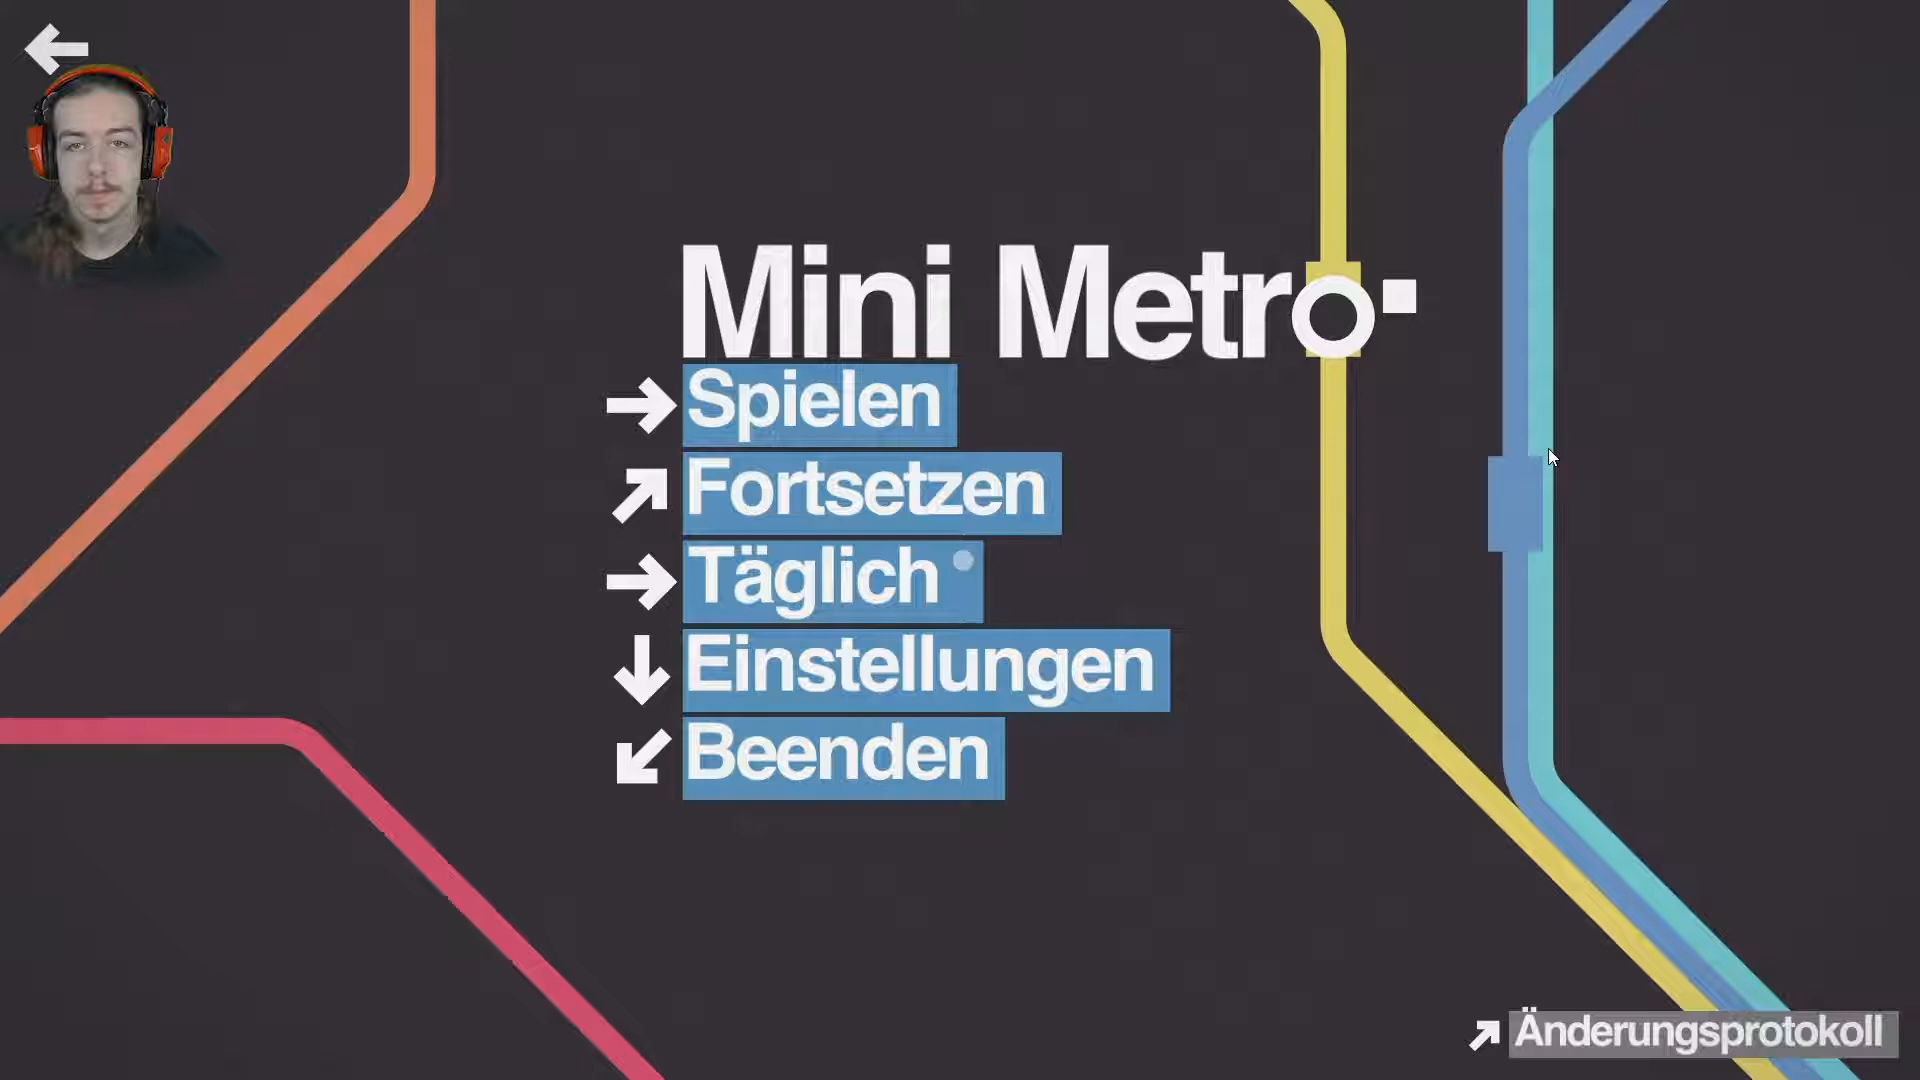 Mini Metro
Spielen
Fortsetzen
Täglich
Einstellungen
Beenden
Änderungsprotokoll